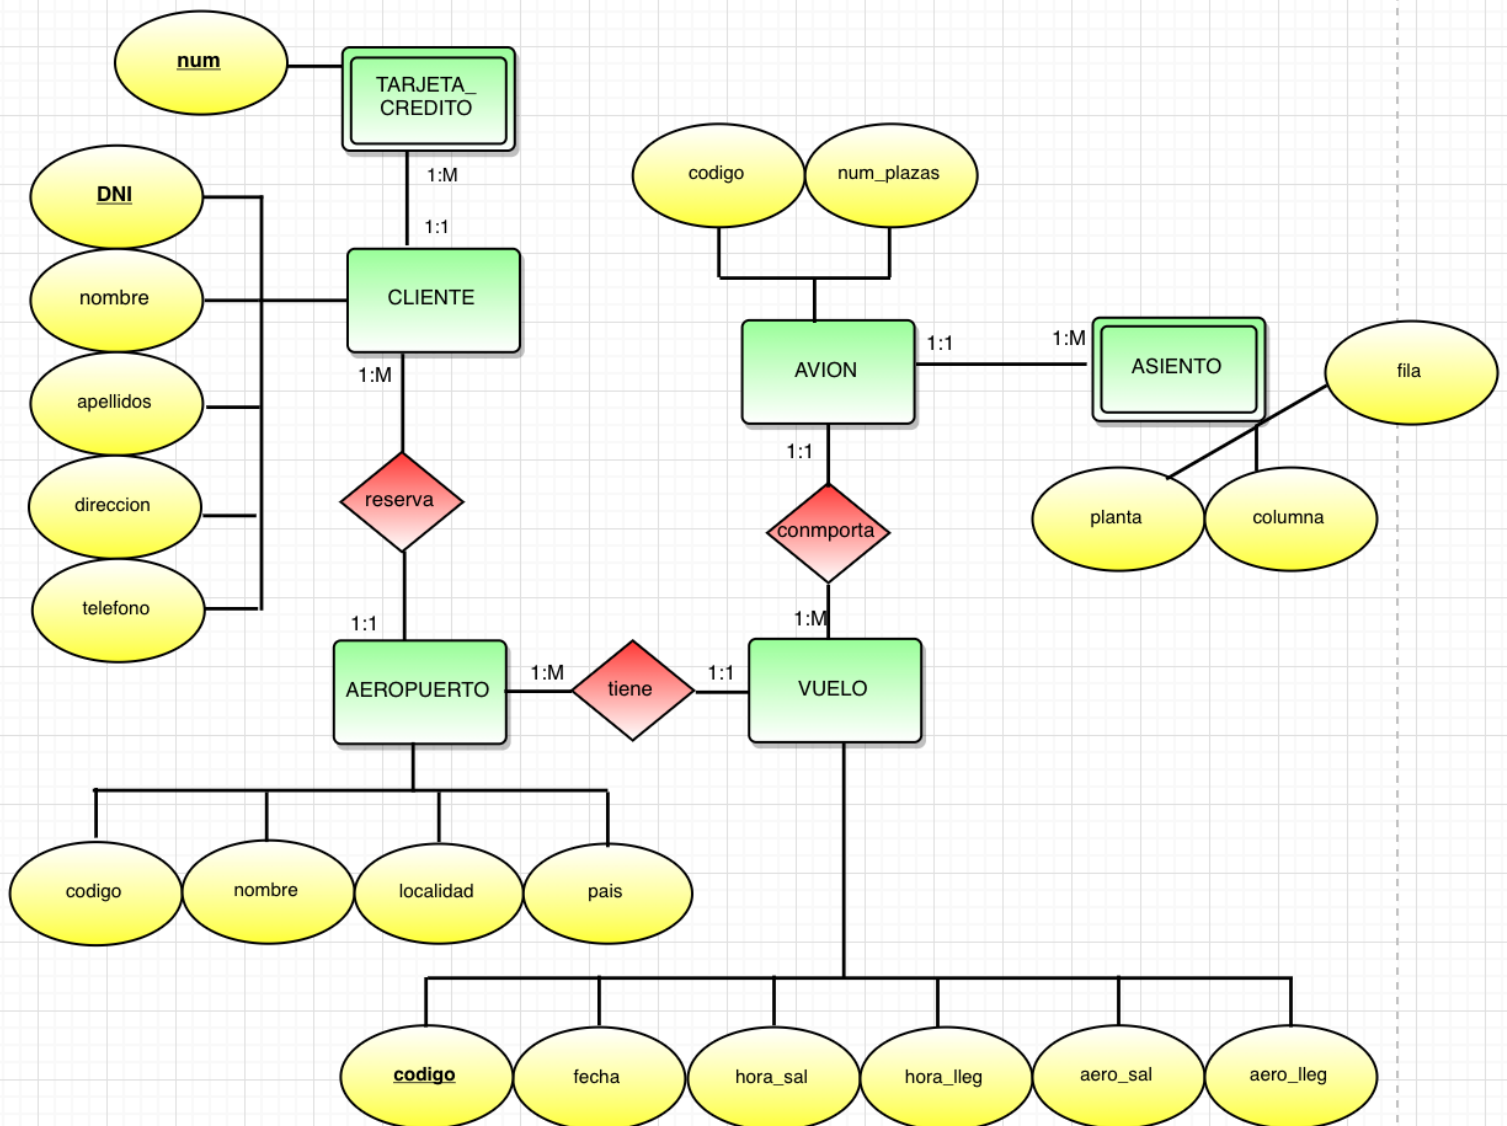 num
TARJETA_
CREDITO
1:M
1:1
DNI
nombre
apellidos
direccion
telefono
CLIENTE
1:M
reserva
1:1
codigo
num_plazas
AVION
1:1
1:M
ASIENTO
fila
planta
columna
1:1
conmporta
1:M
AEROPUERTO
1:M
tiene
1:1
VUELO
codigo
nombre
localidad
pais
codigo
fecha
hora_sal
hora_lleg
aero_sal
aero_lleg